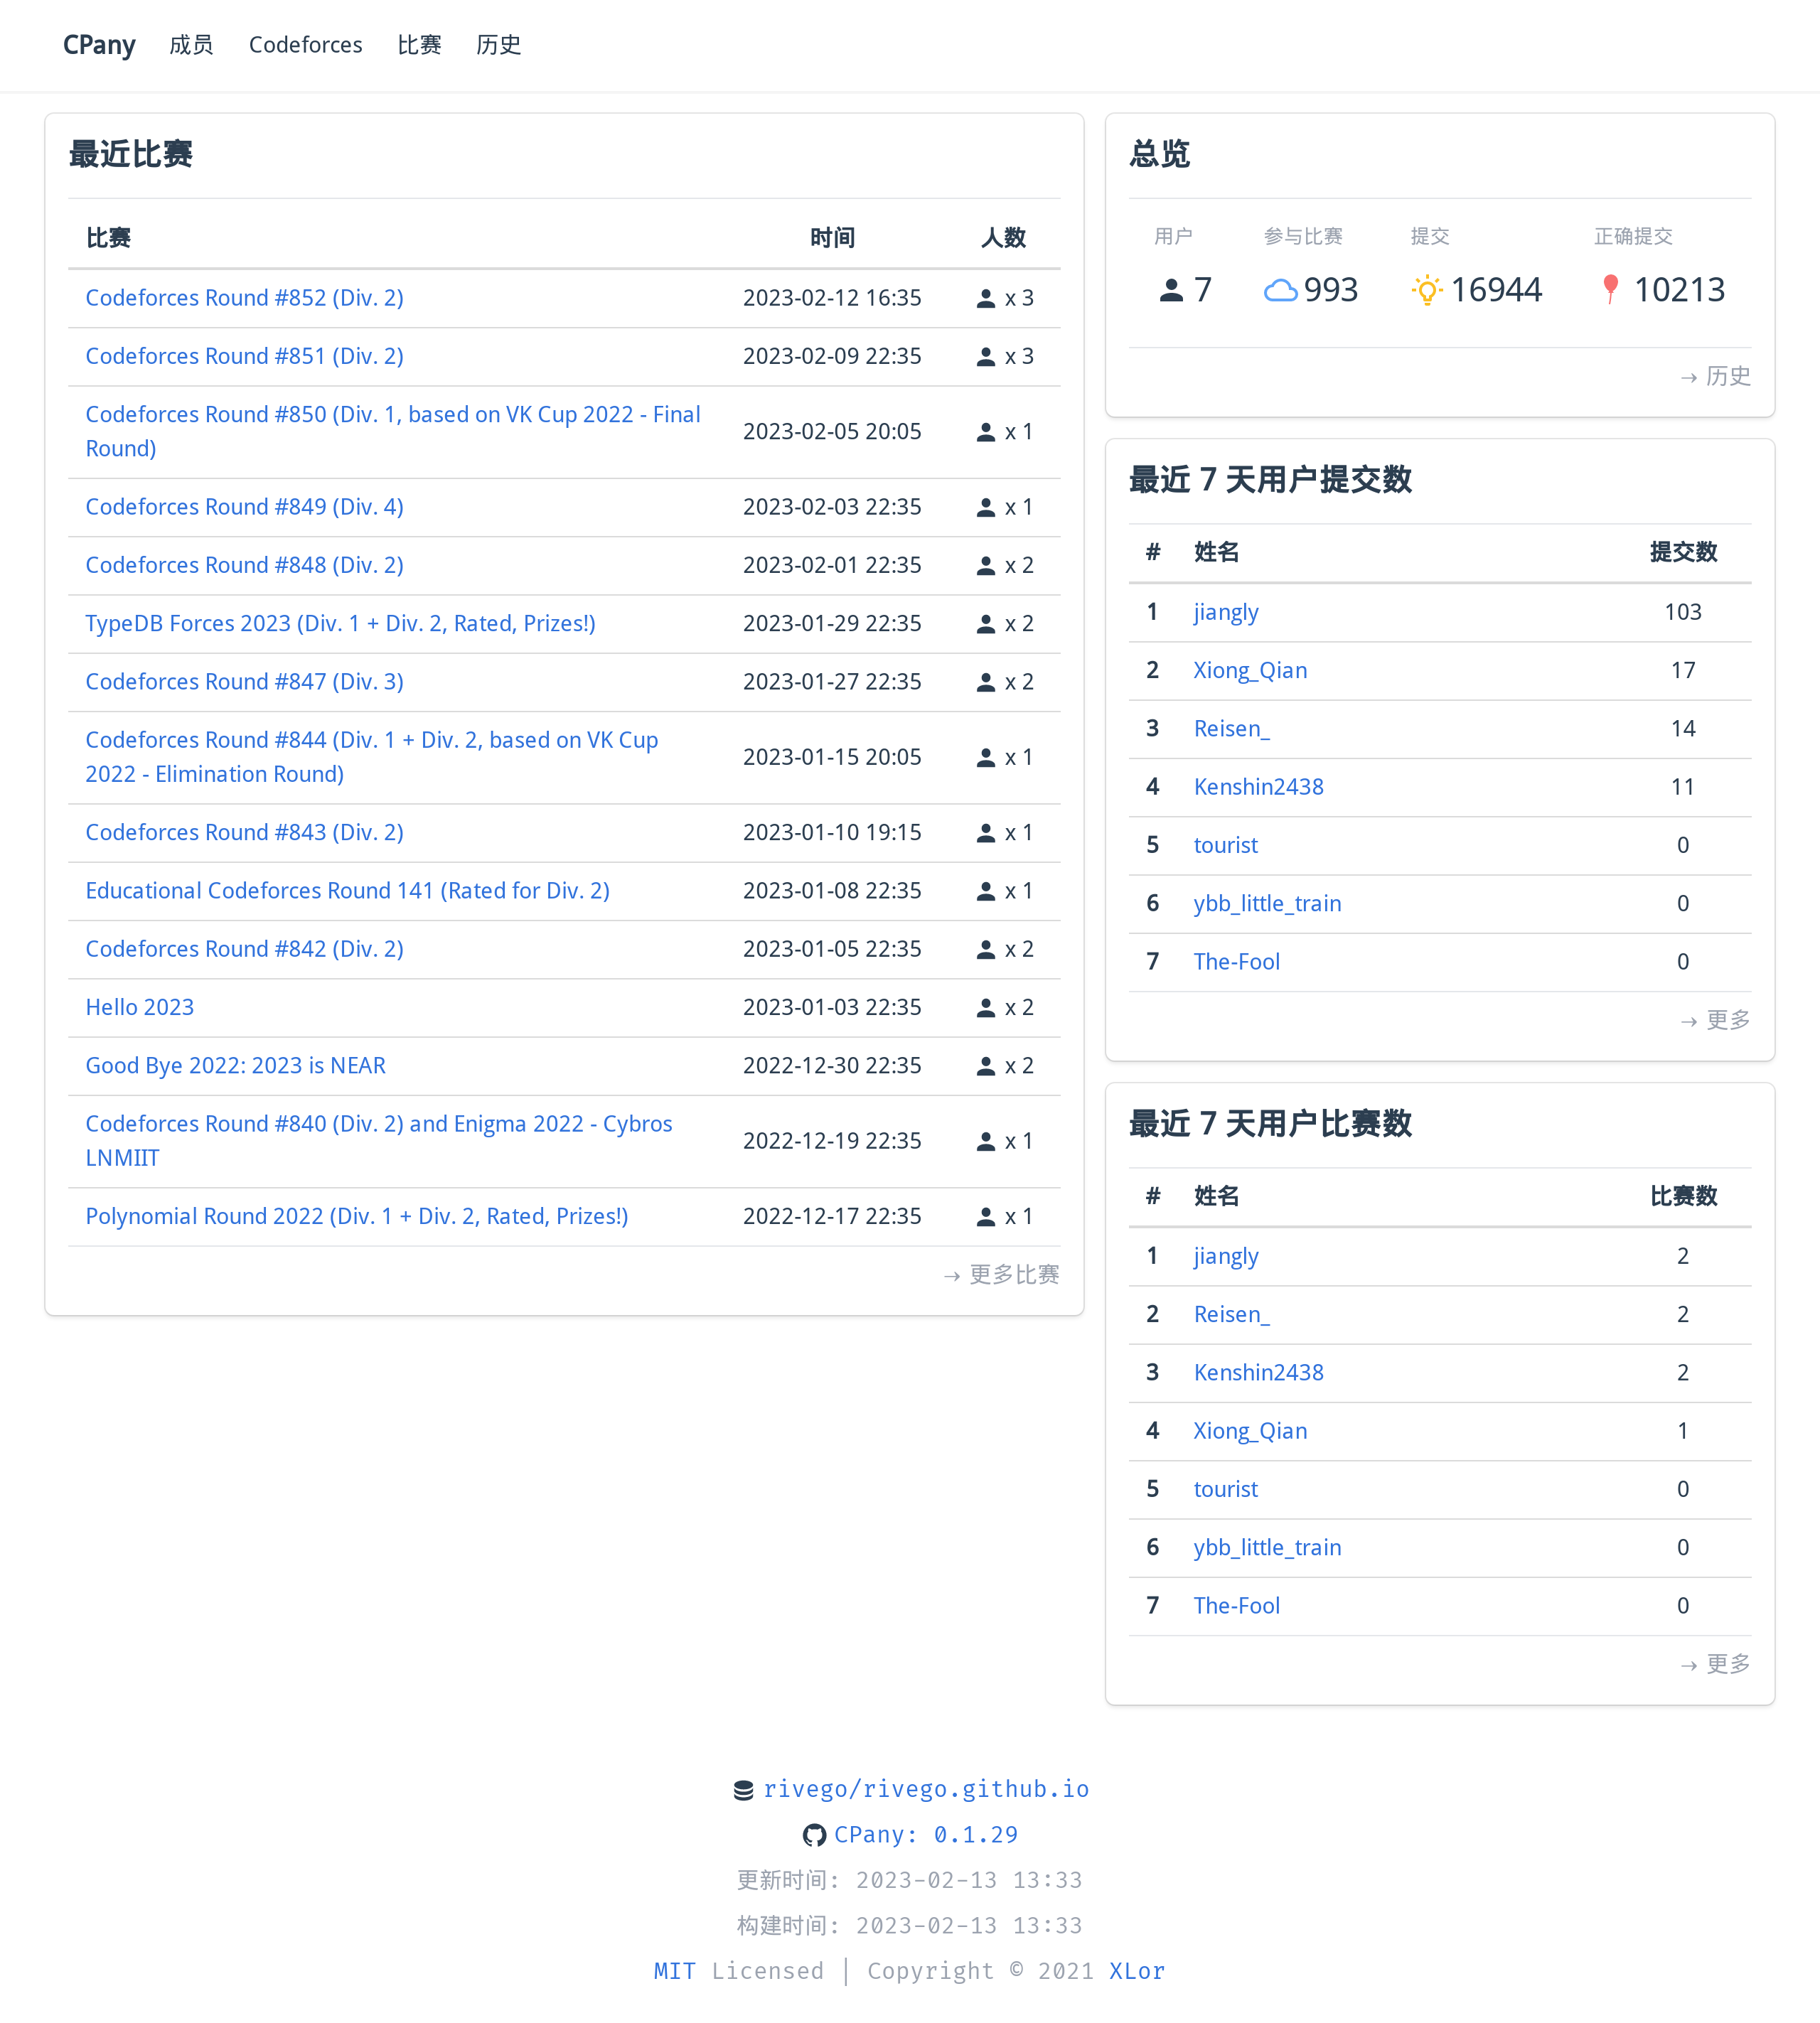 CPany 成员 Codeforces 比赛 历史
最近比赛
比赛 时间 人数
Codeforces Round #852 (Div. 2) 2023-02-12 16:35 x 3
Codeforces Round #851 (Div. 2) 2023-02-09 22:35 x 3
Codeforces Round #850 (Div. 1, based on VK Cup 2022 - Final
Round) 2023-02-05 20:05 x 1
Codeforces Round #849 (Div. 4) 2023-02-03 22:35 x 1
Codeforces Round #848 (Div. 2) 2023-02-01 22:35 x 2
TypeDB Forces 2023 (Div. 1 + Div. 2, Rated, Prizes!) 2023-01-29 22:35 x 2
Codeforces Round #847 (Div. 3) 2023-01-27 22:35 x 2
Codeforces Round #844 (Div. 1 + Div. 2, based on VK Cup
2022 - Elimination Round) 2023-01-15 20:05 x 1
Codeforces Round #843 (Div. 2) 2023-01-10 19:15 x 1
Educational Codeforces Round 141 (Rated for Div. 2) 2023-01-08 22:35 x 1
Codeforces Round #842 (Div. 2) 2023-01-05 22:35 x 2
Hello 2023 2023-01-03 22:35 x 2
Good Bye 2022: 2023 is NEAR 2022-12-30 22:35 x 2
Codeforces Round #840 (Div. 2) and Enigma 2022 - Cybros
LNMIIT 2022-12-19 22:35 x 1
Polynomial Round 2022 (Div. 1 + Div. 2, Rated, Prizes!) 2022-12-17 22:35 x 1
→ 更多比赛
总览
用户 参与比赛 提交 正确提交
7 993 16944 10213
→ 历史
最近 7 天用户提交数
# 姓名 提交数
1 jiangly 103
2 Xiong_Qian 17
3 Reisen_ 14
4 Kenshin2438 11
5 tourist 0
6 ybb_little_train 0
7 The-Fool 0
→ 更多
最近 7 天用户比赛数
# 姓名 比赛数
1 jiangly 2
2 Reisen_ 2
3 Kenshin2438 2
4 Xiong_Qian 1
5 tourist 0
6 ybb_little_train 0
7 The-Fool 0
→ 更多
rivego/rivego.github.io
CPany: 0.1.29
更新时间: 2023-02-13 13:33
构建时间: 2023-02-13 13:33
MIT Licensed | Copyright © 2021 XLor